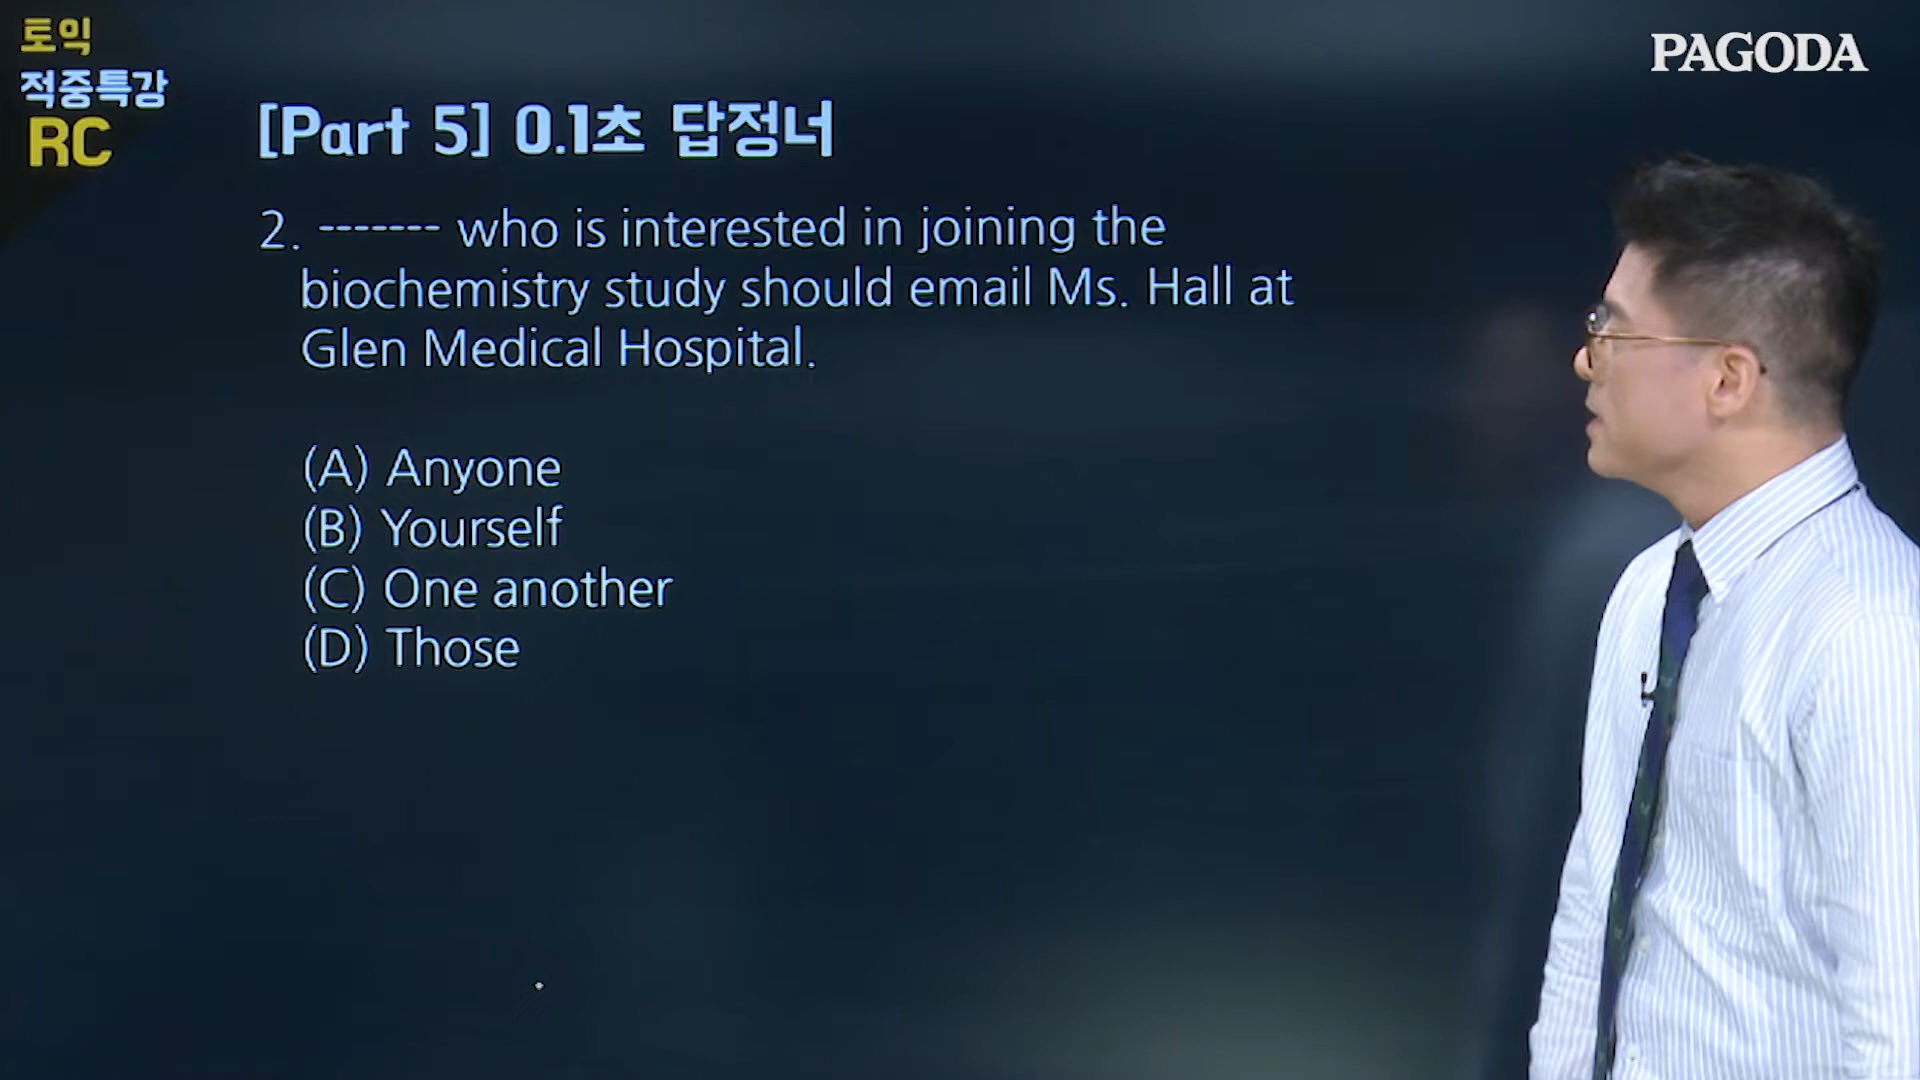 토익
적중특강
RC
PAGODA
[Part 5] 0.1초 답정너
2. ------- who is interested in joining the
biochemistry study should email Ms. Hall at
Glen Medical Hospital.
(A) Anyone
(B) Yourself
(C) One another
(D) Those